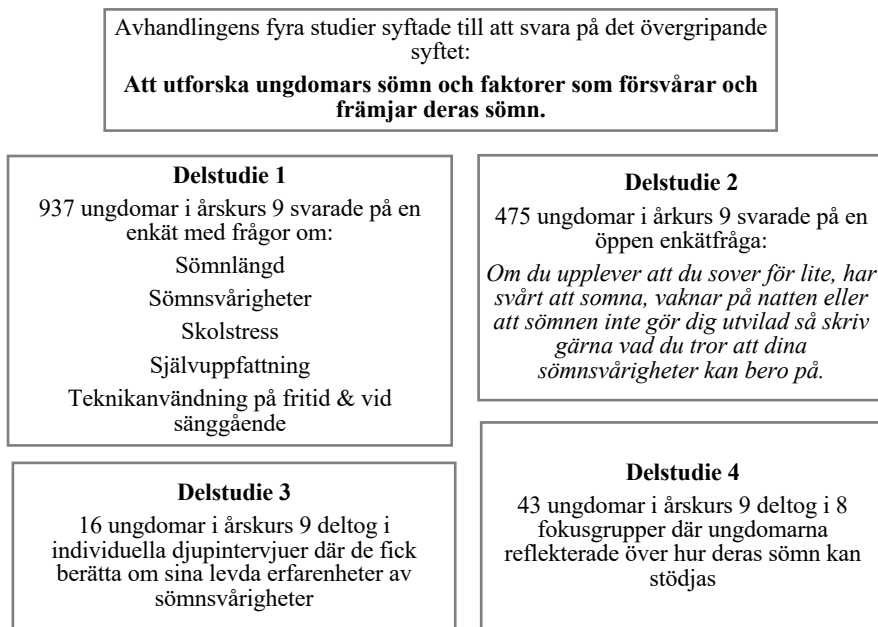 Avhandlingens fyra studier syftade till att svara på det övergripande
syftet:
Att utforska ungdomars sömn och faktorer som försvårar och
främjar deras sömn.
Delstudie 1
937 ungdomar i årskurs 9 svarade på en
enkät med frågor om:
Sömnlängd
Sömnsvårigheter
Skolstress
Självuppfattning
Teknikanvändning på fritid & vid
sänggående
Delstudie 2
475 ungdomar i årkurs 9 svarade på en
öppen enkätfråga:
Om du upplever att du sover för lite, har
svårt att somna, vaknar på natten eller
att sömnen inte gör dig utvilad så skriv
gärna vad du tror att dina
sömnsvårigheter kan bero på.
Delstudie 3
16 ungdomar i årskurs 9 deltog i
individuella djupintervjuer där de fick
berätta om sina levda erfarenheter av
sömnsvårigheter
Delstudie 4
43 ungdomar i årskurs 9 deltog i 8
fokusgrupper där ungdomarna
reflekterade över hur deras sömn kan
stödjas